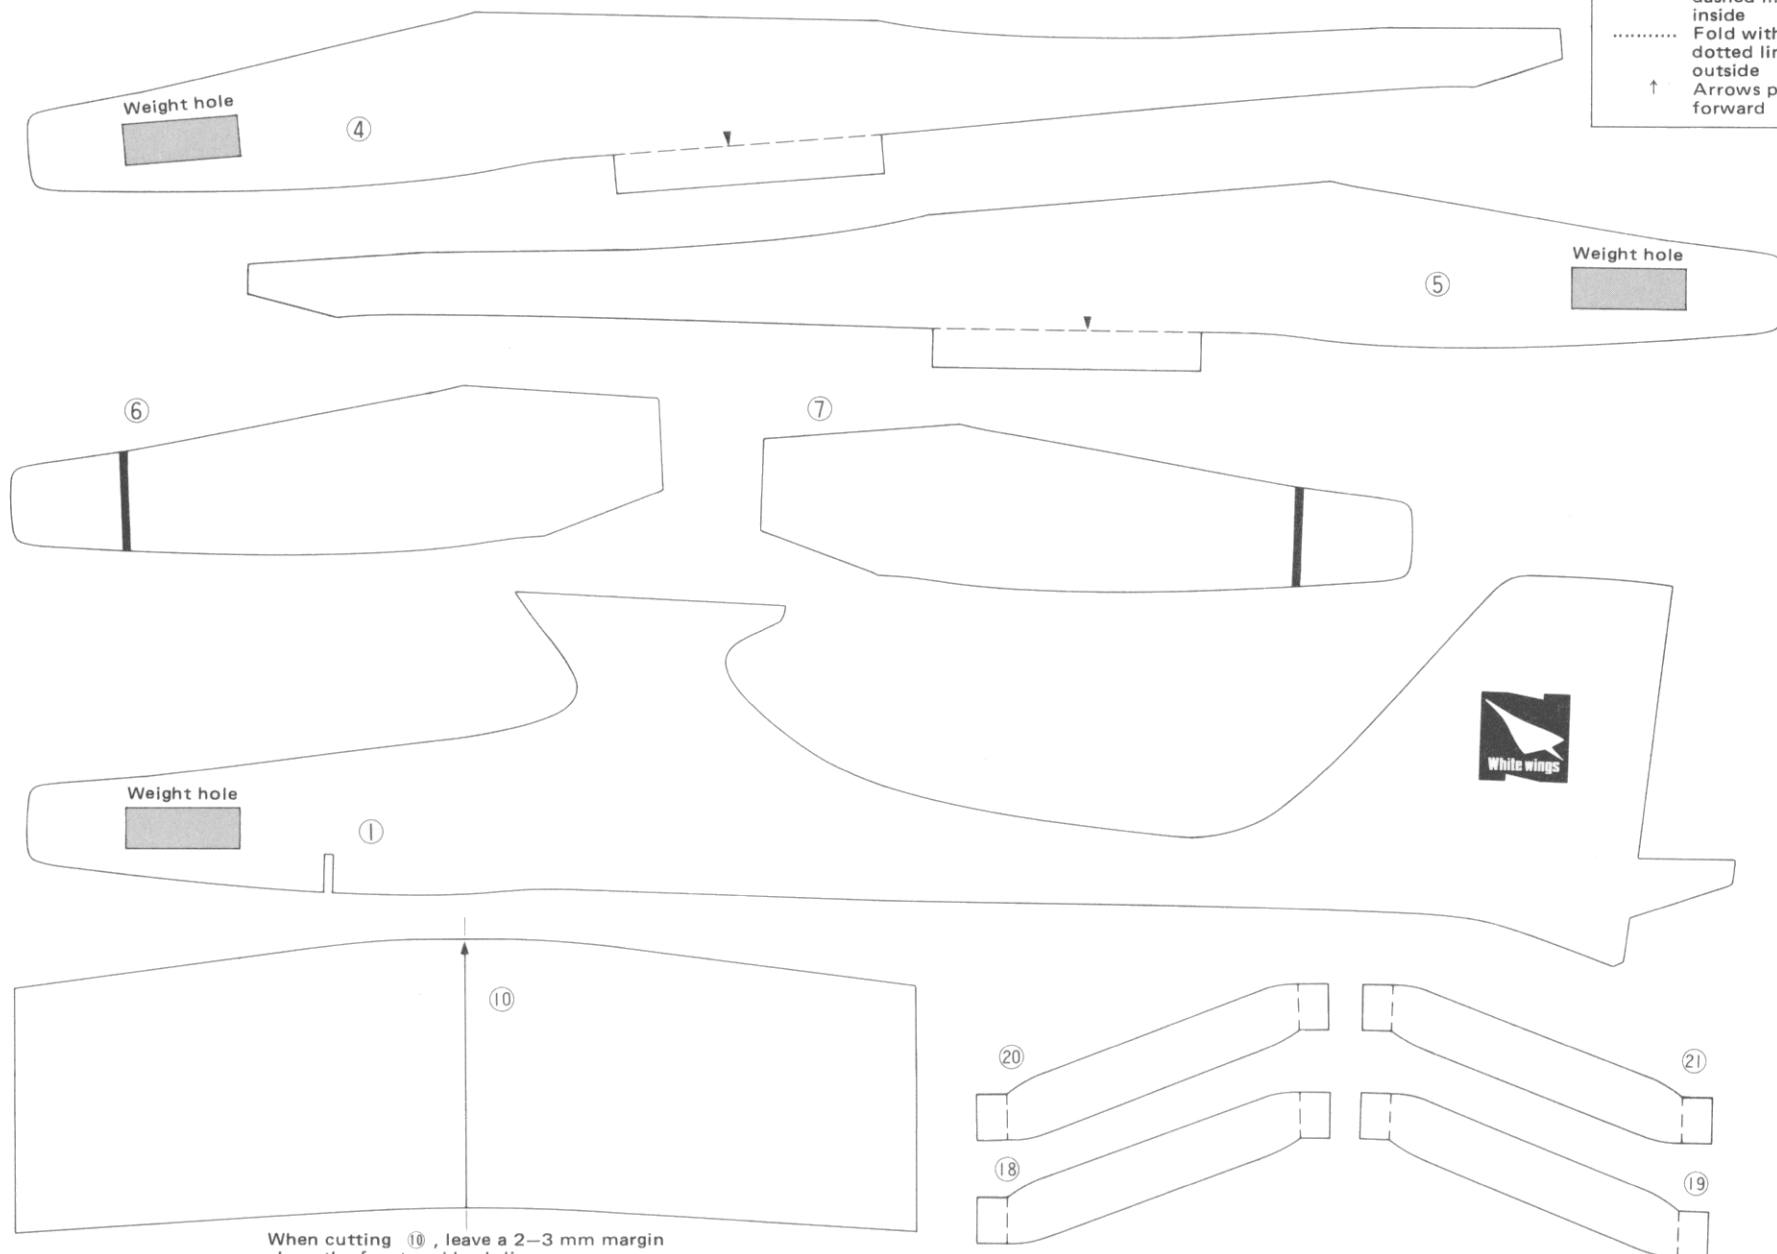 inside
Fold with
dotted
outside
Arrows
forward
Weight hole
④
Weight hole
⑤
⑥
⑦
White wings
Weight hole
①
⑩
⑳
㉑
⑱
⑲
When cutting ⑩, leave a 2–3 mm margin